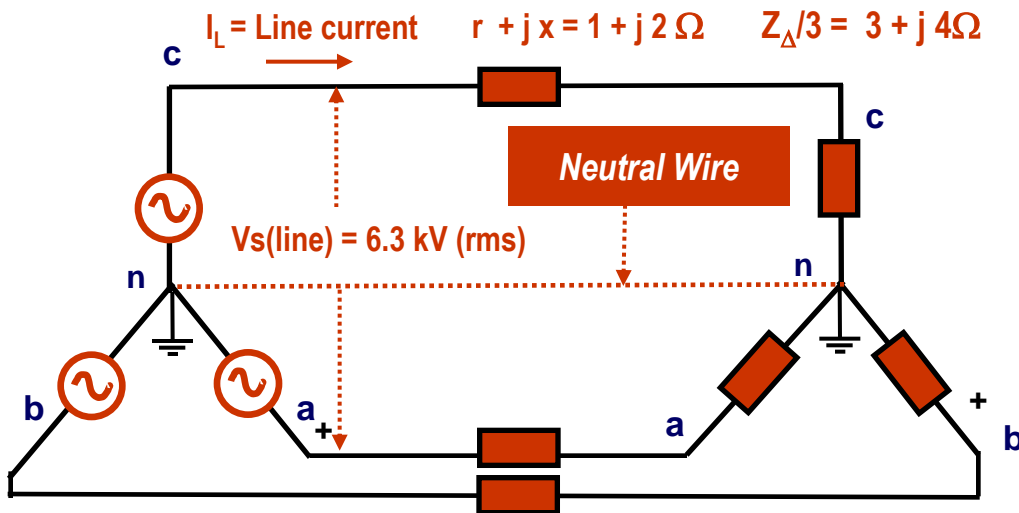 I_L = Line current r + j x = 1 + j 2 Ω Z_Δ/3 = 3 + j 4Ω
c
c
Neutral Wire
Vs(line) = 6.3 kV (rms)
n
n
b
a
+
a
+
b